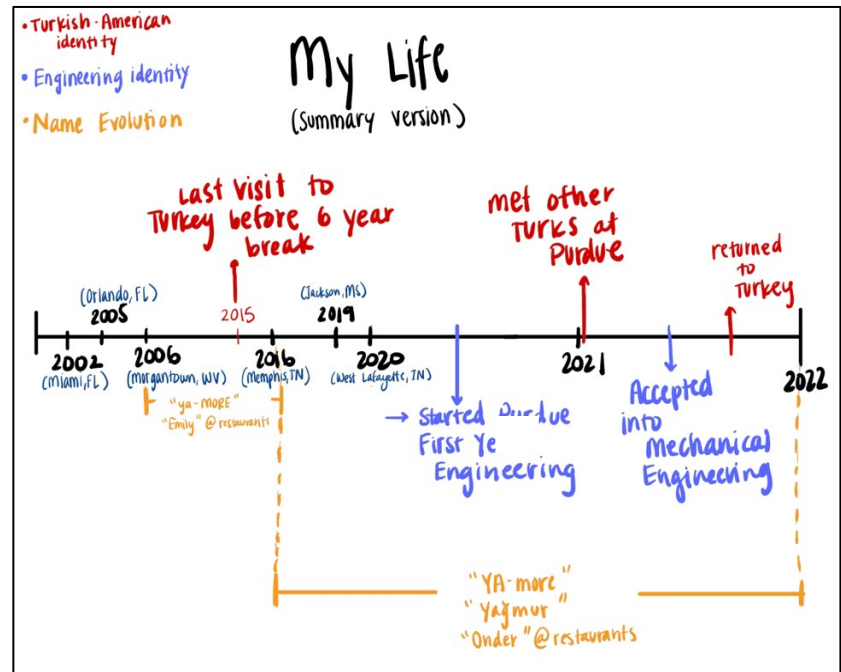 • Turkish-American
identity
• Engineering identity
• Name Evolution
My Life
(summary version)
Last visit to
Turkey before 6 year
break
met other
Turks at
Purdue
returned
to
Turkey
(Orlando, FL)
2005
2015
(Jackson, MS)
2019
2002
(Miami, FL)
2006
(morgantown, WV)
2016
(Memphis, TN)
2020
(West Lafayette, TN)
2021
2022
"ya-MORE"
"Emily" @ restaurants
→ Started
First
Engineering
Accepted
into
Mechanical
Engineering
"YA-more"
"Yağmur"
"Onder" @ restaurants